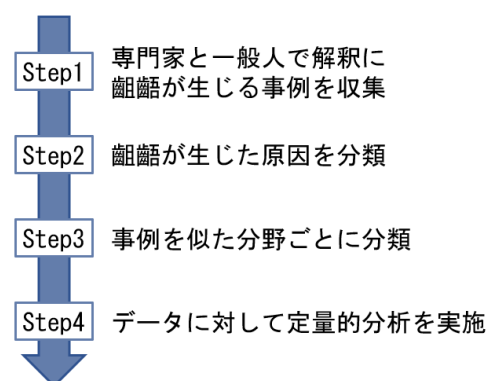 Step1
専門家と一般人で解釈に
齟齬が生じる事例を収集
Step2
齟齬が生じた原因を分類
Step3
事例を似た分野ごとに分類
Step4
データに対して定量的分析を実施